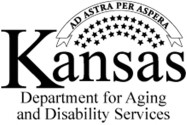 AD ASTRA PER ASPERA
Kansas
Department for Aging
and Disability Services